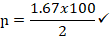 n = 1.67x100/2 ✓